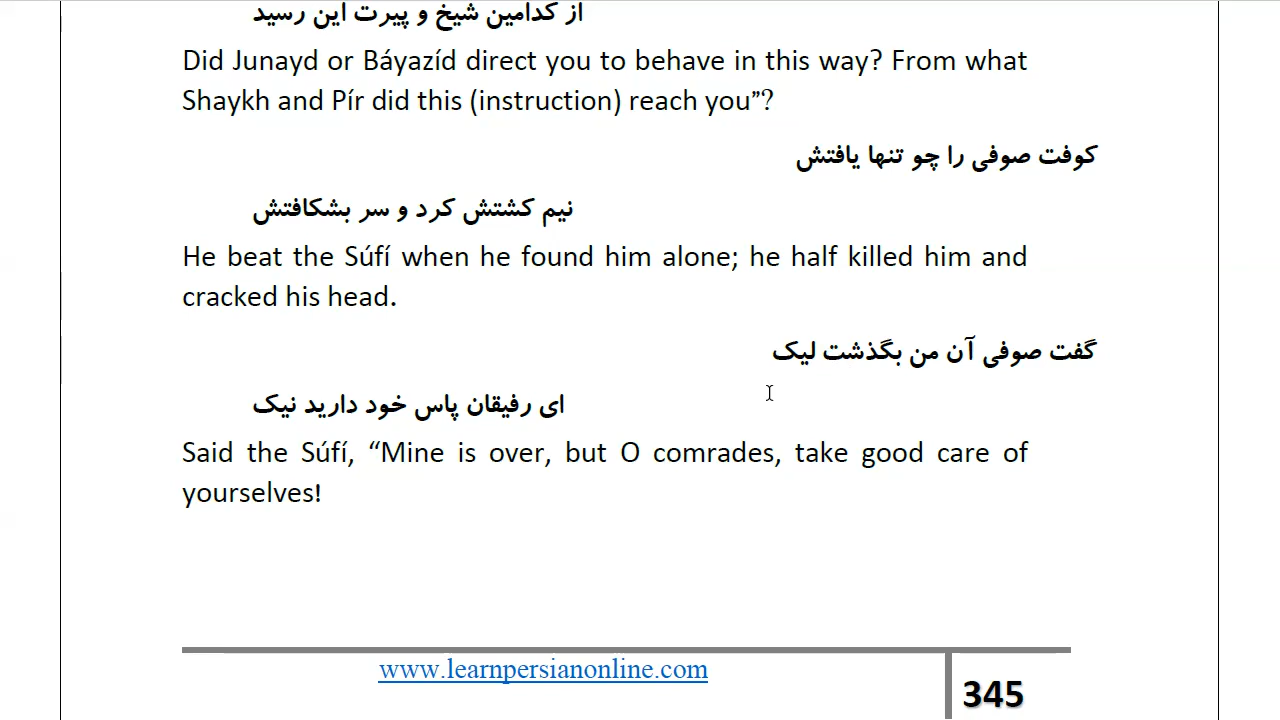 از کدامین شیخ و پیرت این رسید
Did Junayd or Báyazíd direct you to behave in this way? From what
Shaykh and Pír did this (instruction) reach you”?
کوفت صوفی را چو تنها یافتش
نیم کشتش کرد و سر بشکافتش
He beat the Súfí when he found him alone; he half killed him and
cracked his head.
گفت صوفی آن من بگذشت لیک
ای رفیقان پاس خود دارید نیک
Said the Súfí, “Mine is over, but O comrades, take good care of
yourselves!
www.learnpersianonline.com
345